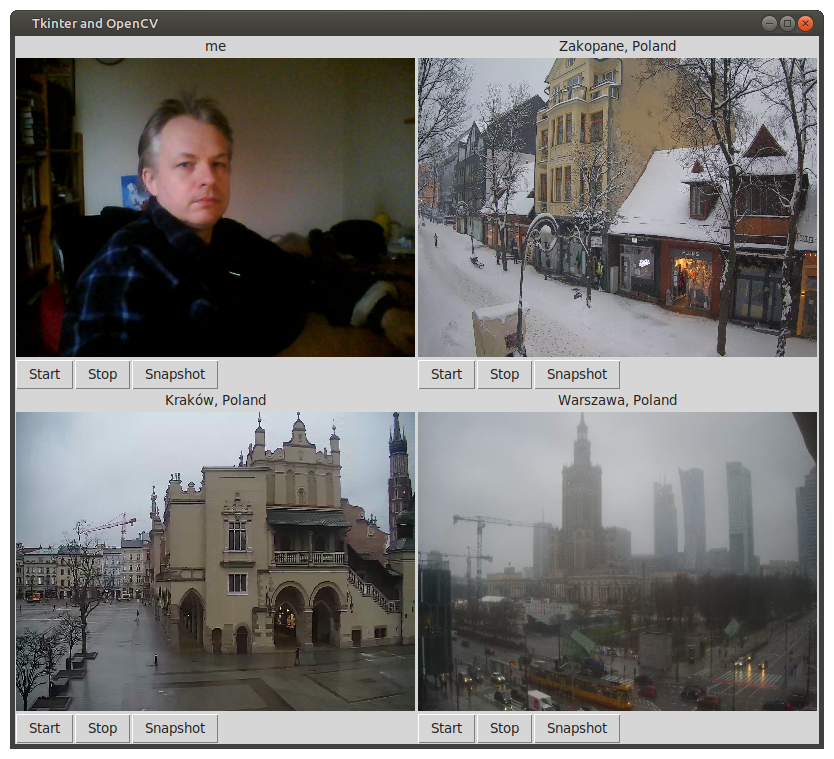 Tkinter and OpenCV
me
Zakopane, Poland
Start Stop Snapshot
Start Stop Snapshot
Kraków, Poland
Warszawa, Poland
Start Stop Snapshot
Start Stop Snapshot